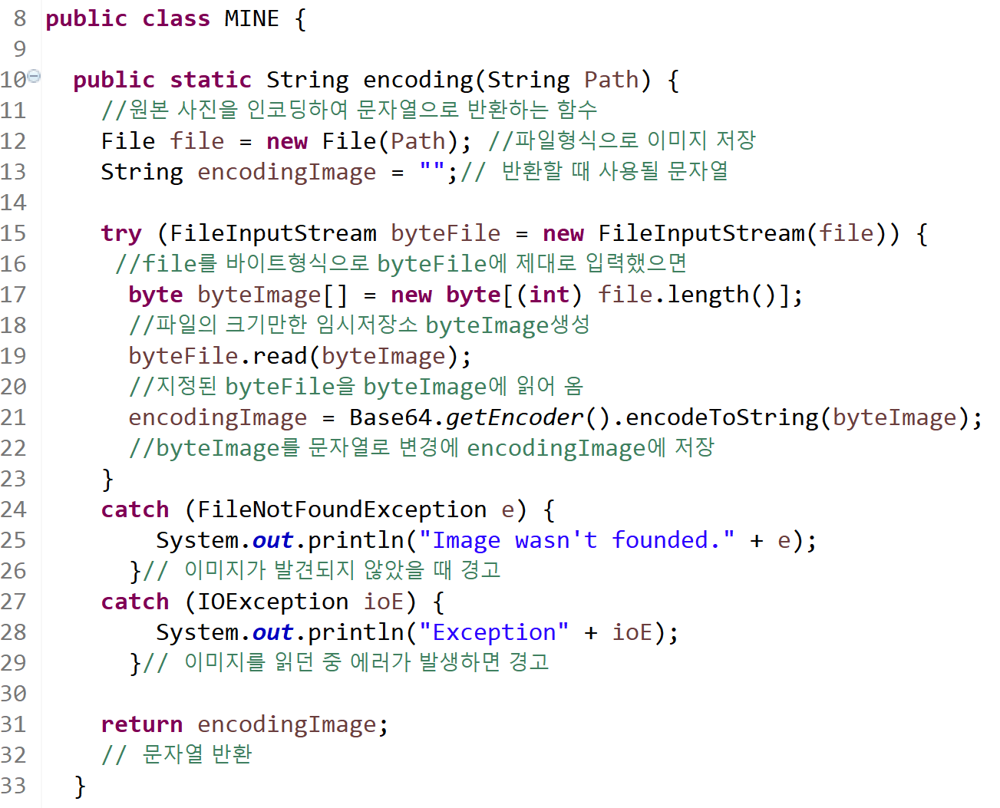 8 public class MINE {
9
10 public static String encoding(String Path) {
11 //원본 사진을 인코딩하여 문자열으로 반환하는 함수
12 File file = new File(Path); //파일형식으로 이미지 저장
13 String encodingImage = "";// 반환할 때 사용될 문자열
14
15 try (FileInputStream byteFile = new FileInputStream(file)) {
16 //file를 바이트형식으로 byteFile에 제대로 입력했으면
17 byte byteImage[] = new byte[(int) file.length()];
18 //파일의 크기만한 임시저장소 byteImage생성
19 byteFile.read(byteImage);
20 //지정된 byteFile을 byteImage에 읽어 옴
21 encodingImage = Base64.getEncoder().encodeToString(byteImage);
22 //byteImage를 문자열로 변경에 encodingImage에 저장
23 }
24 catch (FileNotFoundException e) {
25 System.out.println("Image wasn't founded." + e);
26 }// 이미지가 발견되지 않았을 때 경고
27 catch (IOException ioE) {
28 System.out.println("Exception" + ioE);
29 }// 이미지를 읽던 중 에러가 발생하면 경고
30
31 return encodingImage;
32 // 문자열 반환
33 }